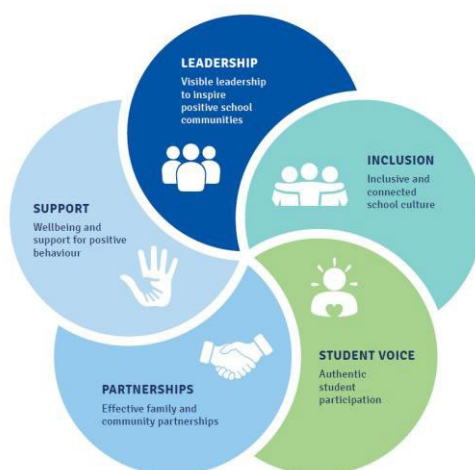 LEADERSHIP
Visible leadership
to inspire
positive school
communities
INCLUSION
Inclusive and
connected
school culture
STUDENT VOICE
Authentic
student
participation
PARTNERSHIPS
Effective family and
community partnerships
SUPPORT
Wellbeing and
support for positive
behaviour